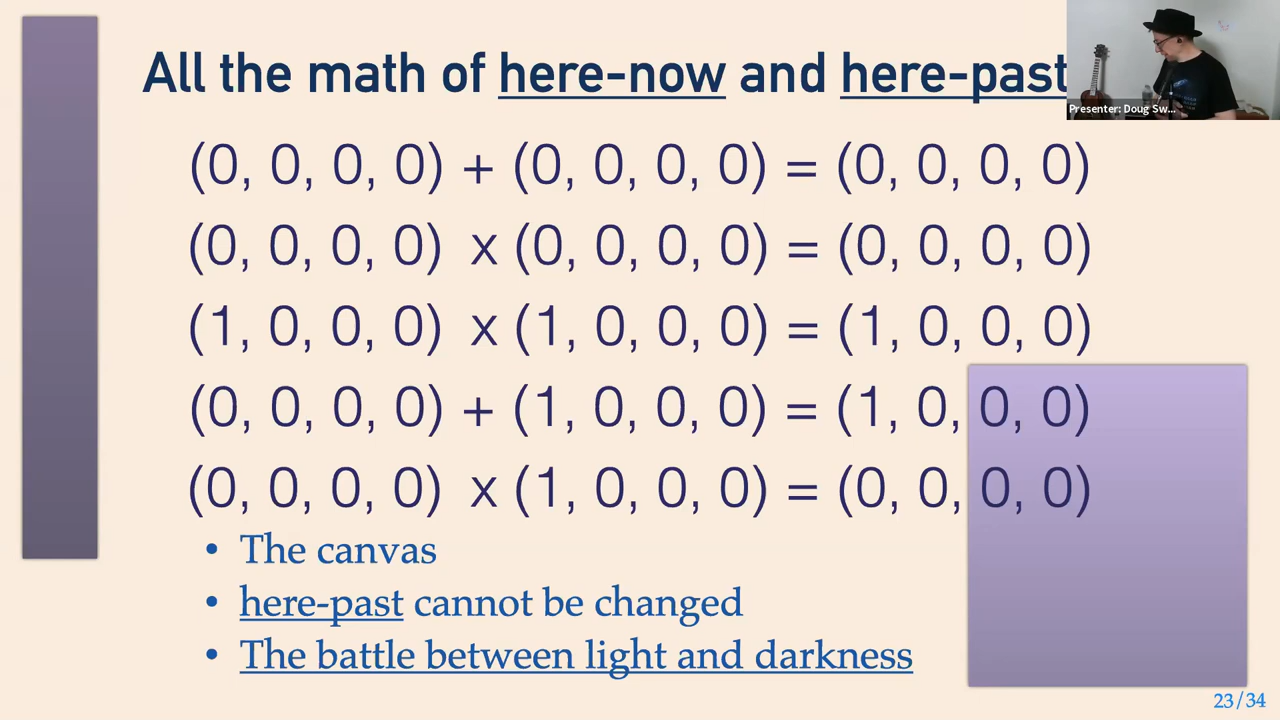 All the math of here-now and here-past
Presenter: Doug Sw...
(0, 0, 0, 0) + (0, 0, 0, 0) = (0, 0, 0, 0)
(0, 0, 0, 0) x (0, 0, 0, 0) = (0, 0, 0, 0)
(1, 0, 0, 0) x (1, 0, 0, 0) = (1, 0, 0, 0)
(0, 0, 0, 0) + (1, 0, 0, 0) = (1, 0, 0, 0)
(0, 0, 0, 0) x (1, 0, 0, 0) = (0, 0, 0, 0)
• The canvas
• here-past cannot be changed
• The battle between light and darkness
23/34